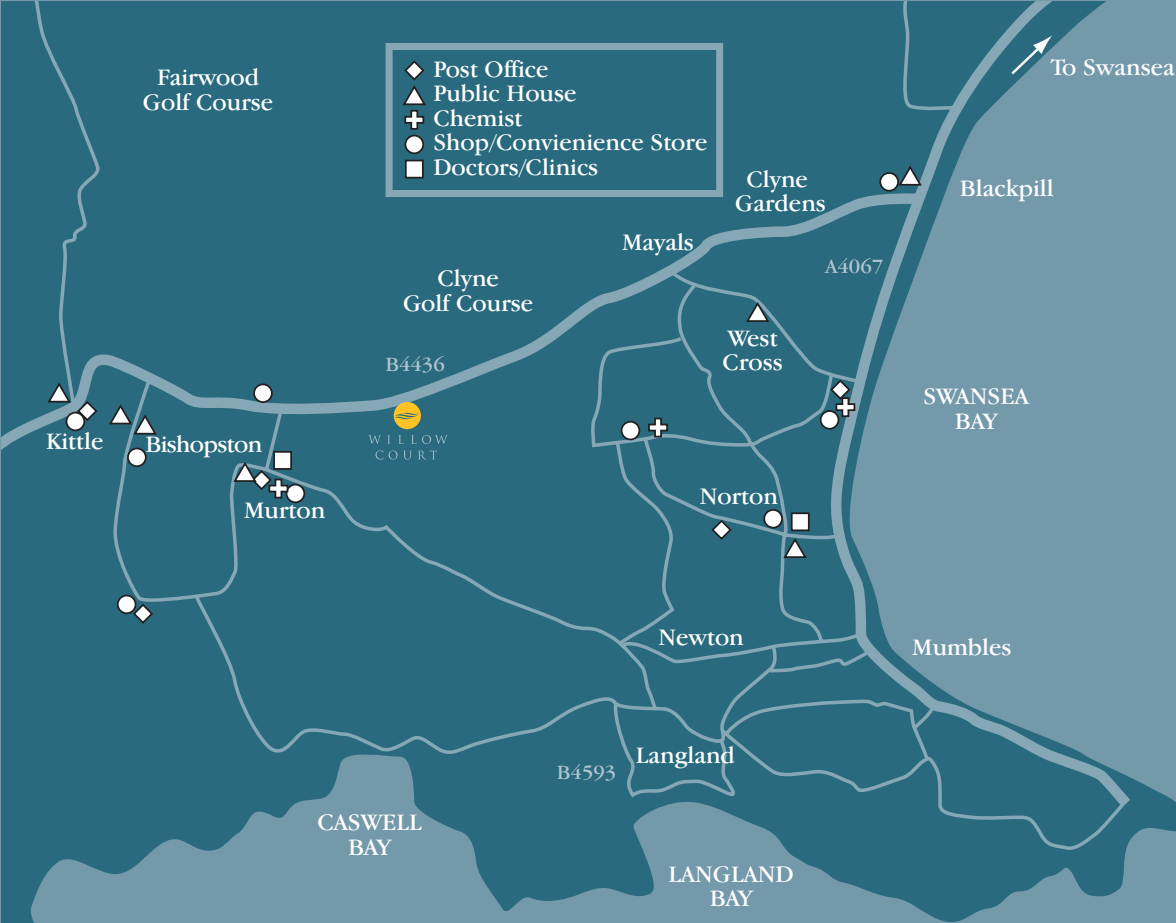 Fairwood
Golf Course
Post Office
Public House
Chemist
Shop/Convienience Store
Doctors/Clinics
To Swansea
Clyne
Gardens
Blackpill
Mayals
A4067
Clyne
Golf Course
West
Cross
B4436
SWANSEA
BAY
WILLOW
COURT
Kittle
Bishopston
Norton
Murton
Newton
Mumbles
Langland
B4593
CASWELL
BAY
LANGLAND
BAY